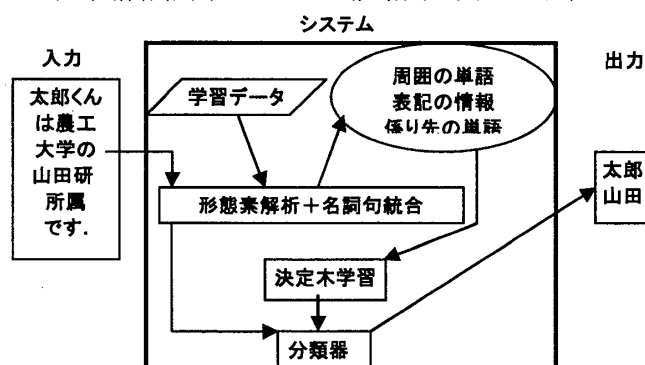 システム
入力
太郎くん
は農工
大学の
山田研
所属
です.
学習データ
周囲の単語
表記の情報
係り先の単語
形態素解析＋名詞句統合
決定木学習
分類器
出力
太郎
山田